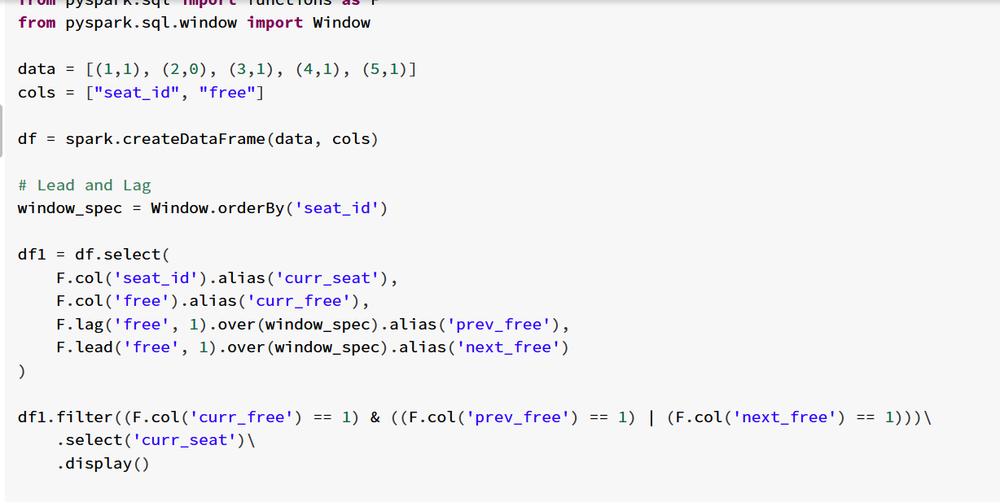 from pyspark.sql import functions as F
from pyspark.sql.window import Window
data = [(1,1), (2,0), (3,1), (4,1), (5,1)]
cols = ["seat_id", "free"]
df = spark.createDataFrame(data, cols)
# Lead and Lag
window_spec = Window.orderBy('seat_id')
df1 = df.select(
    F.col('seat_id').alias('curr_seat'),
    F.col('free').alias('curr_free'),
    F.lag('free', 1).over(window_spec).alias('prev_free'),
    F.lead('free', 1).over(window_spec).alias('next_free')
)
df1.filter((F.col('curr_free') == 1) & ((F.col('prev_free') == 1) | (F.col('next_free') == 1)))\
    .select('curr_seat')\
    .display()